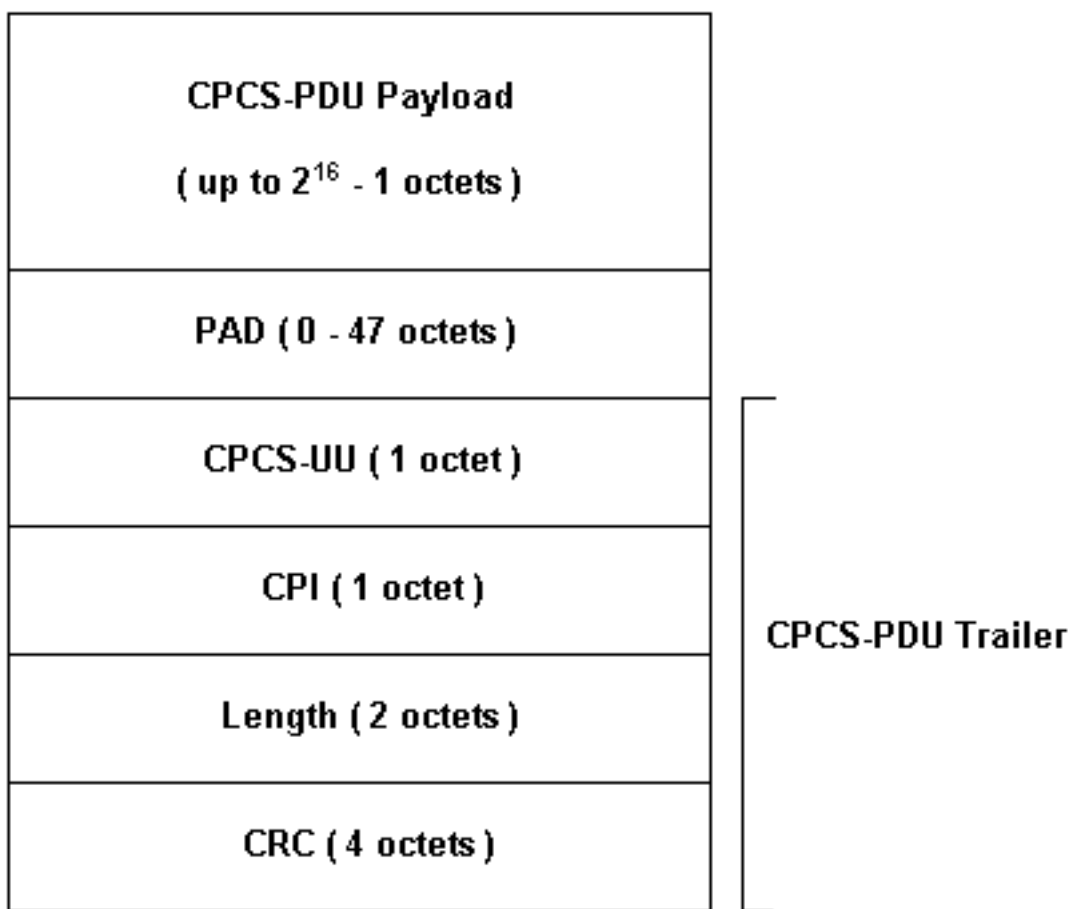 CPCS-PDU Payload
( up to 2¹⁶ - 1 octets )
PAD ( 0 - 47 octets )
CPCS-UU ( 1 octet )
CPI ( 1 octet )
CPCS-PDU Trailer
Length ( 2 octets )
CRC ( 4 octets )